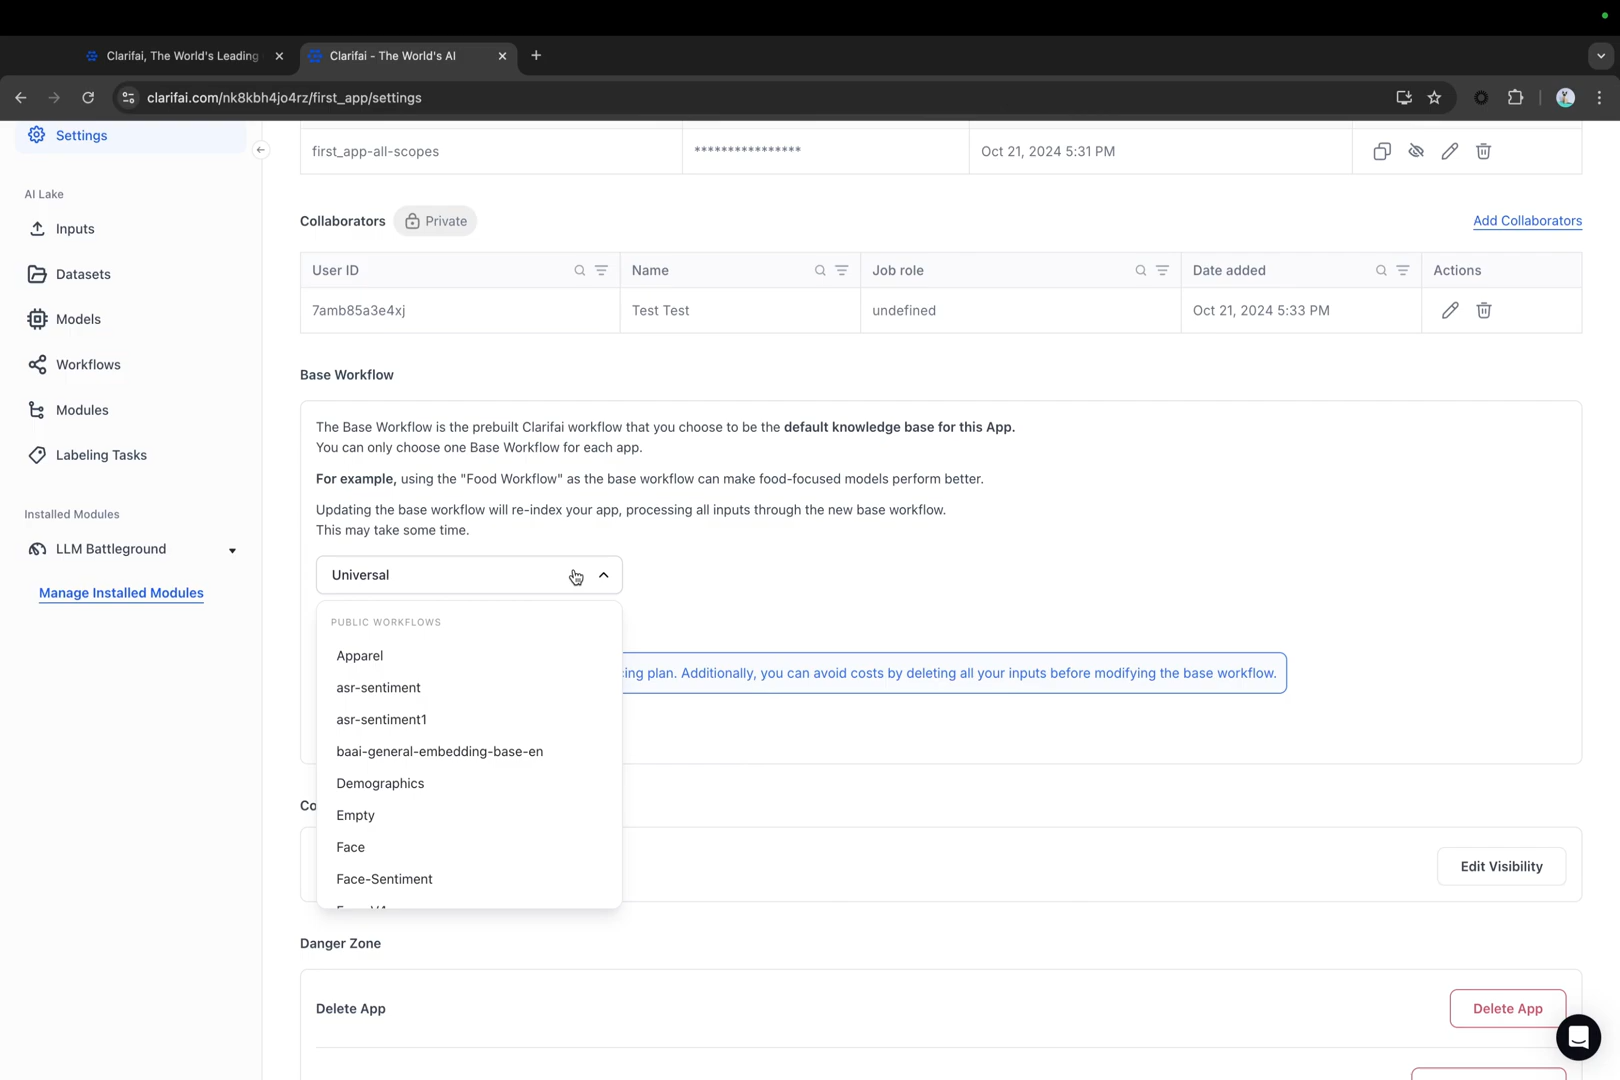 Clarifai, The World's Leading
Clarifai - The World's AI
clarifai.com/nk8kbh4jo4rz/first_app/settings
Settings
AI Lake
Inputs
Datasets
Models
Workflows
Modules
Labeling Tasks
Installed Modules
LLM Battleground
Manage Installed Modules
first_app-all-scopes **************** Oct 21, 2024 5:31 PM
Collaborators Private Add Collaborators
User ID Name Job role Date added Actions
7amb85a3e4xj Test Test undefined Oct 21, 2024 5:33 PM
Base Workflow
The Base Workflow is the prebuilt Clarifai workflow that you choose to be the default knowledge base for this App.
You can only choose one Base Workflow for each app.
For example, using the "Food Workflow" as the base workflow can make food-focused models perform better.
Updating the base workflow will re-index your app, processing all inputs through the new base workflow.
This may take some time.
Universal
PUBLIC WORKFLOWS
Apparel
asr-sentiment
plan. Additionally, you can avoid costs by deleting all your inputs before modifying the base workflow.
asr-sentiment1
baai-general-embedding-base-en
Demographics
Empty
Face
Face-Sentiment
Edit Visibility
Danger Zone
Delete App Delete App